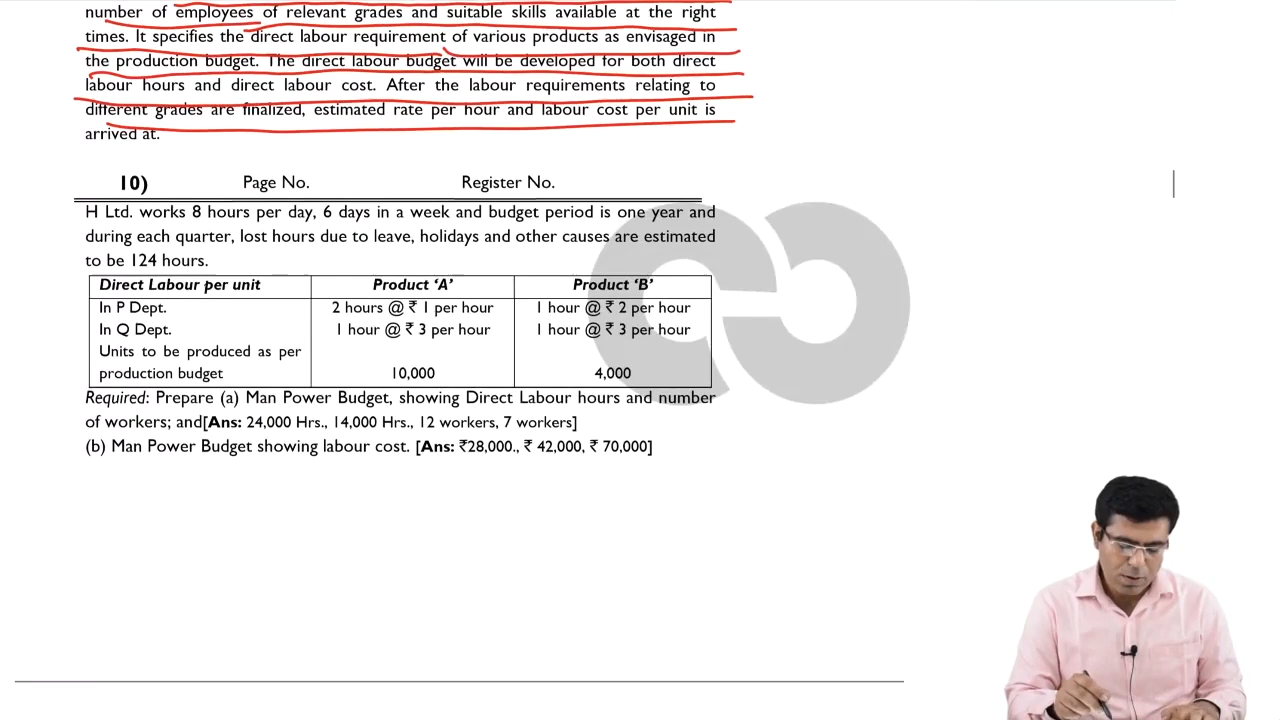 number of employees of relevant grades and suitable skills available at the right
times. It specifies the direct labour requirement of various products as envisaged in
the production budget. The direct labour budget will be developed for both direct
labour hours and direct labour cost. After the labour requirements relating to
different grades are finalized, estimated rate per hour and labour cost per unit is
arrived at.
10) Page No. Register No.
H Ltd. works 8 hours per day, 6 days in a week and budget period is one year and
during each quarter, lost hours due to leave, holidays and other causes are estimated
to be 124 hours.
Direct Labour per unit Product ‘A’ Product ‘B’
In P Dept. 2 hours @ ₹ 1 per hour 1 hour @ ₹ 2 per hour
In Q Dept. 1 hour @ ₹ 3 per hour 1 hour @ ₹ 3 per hour
Units to be produced as per
production budget 10,000 4,000
Required: Prepare (a) Man Power Budget, showing Direct Labour hours and number
of workers; and[Ans: 24,000 Hrs., 14,000 Hrs., 12 workers, 7 workers]
(b) Man Power Budget showing labour cost. [Ans: ₹28,000., ₹ 42,000, ₹ 70,000]